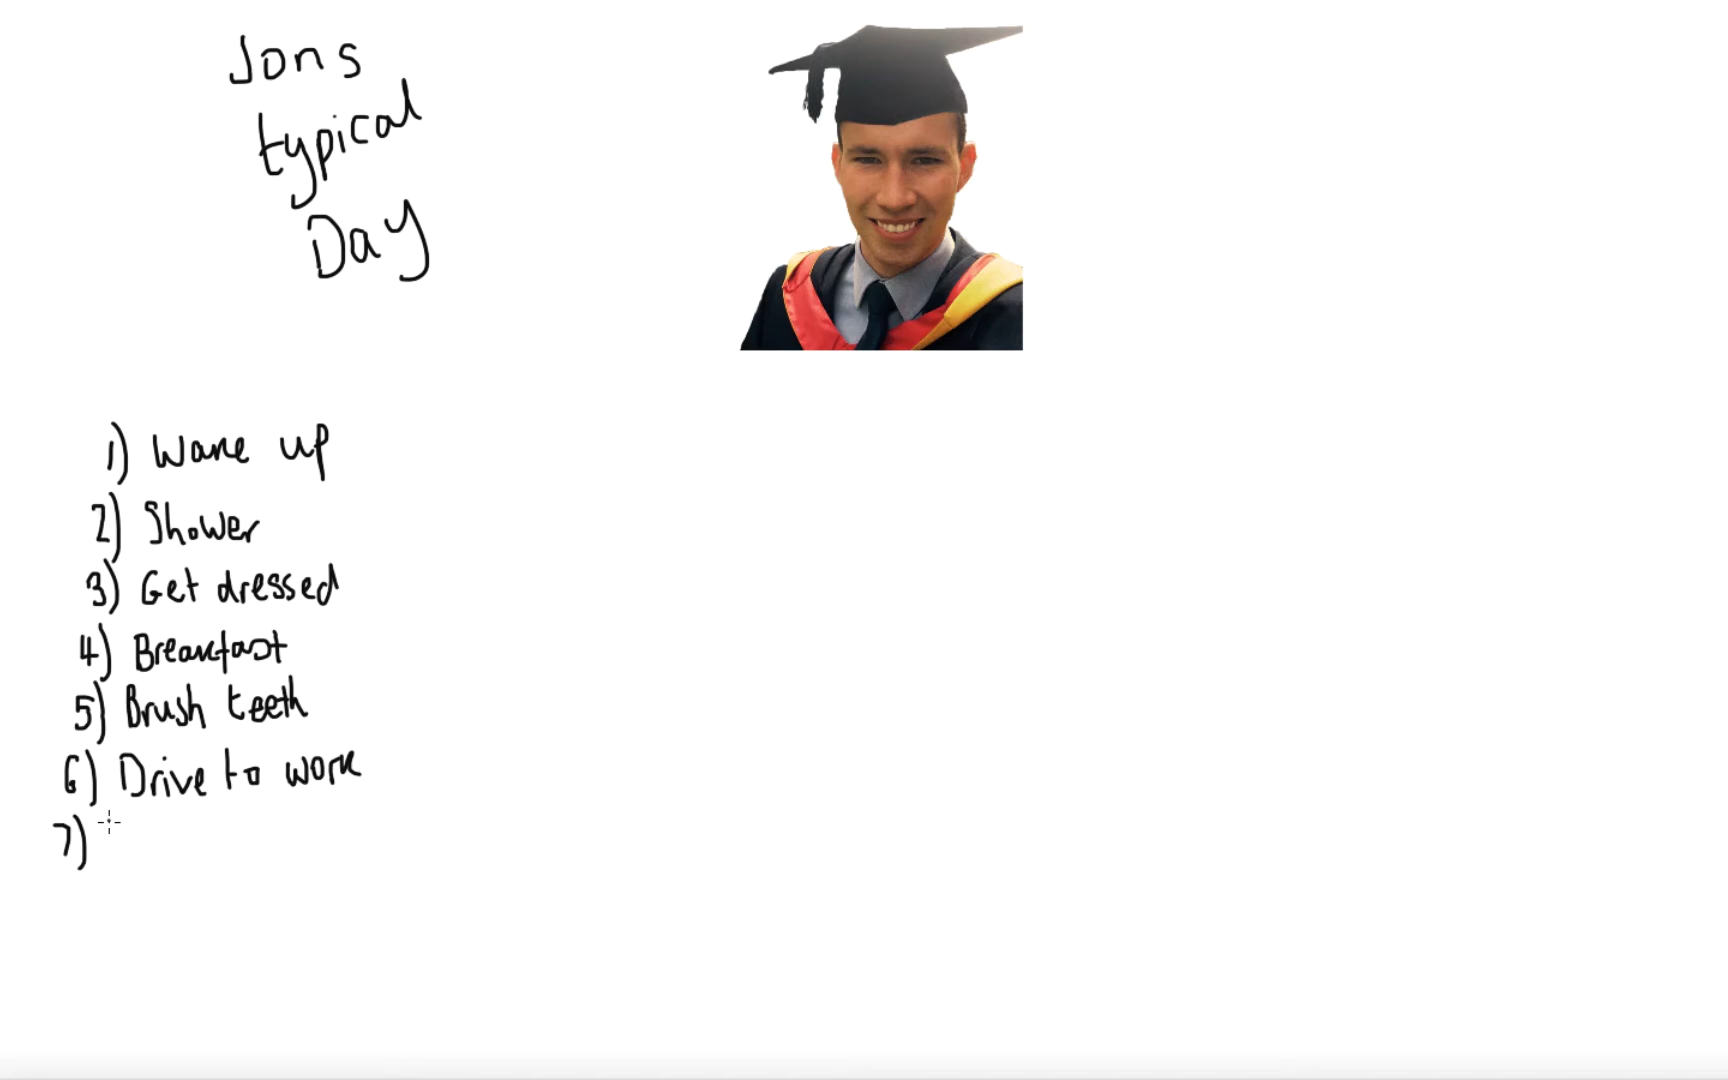 Jons
typical
Day
1) Wake up
2) Shower
3) Get dressed
4) Breakfast
5) Brush teeth
6) Drive to work
7)